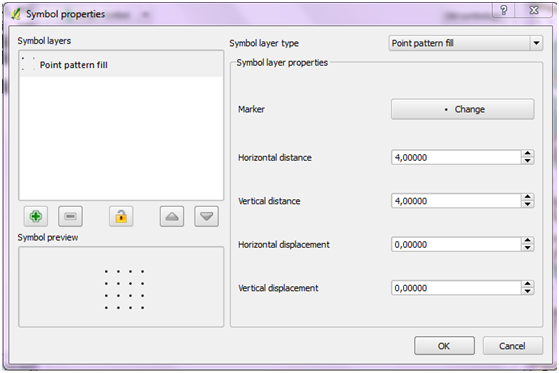 Symbol properties
Symbol layers
Point pattern fill
Symbol preview
Symbol layer type
Point pattern fill
Symbol layer properties
Marker
Change
Horizontal distance
4,00000
Vertical distance
4,00000
Horizontal displacement
0,00000
Vertical displacement
0,00000
OK
Cancel